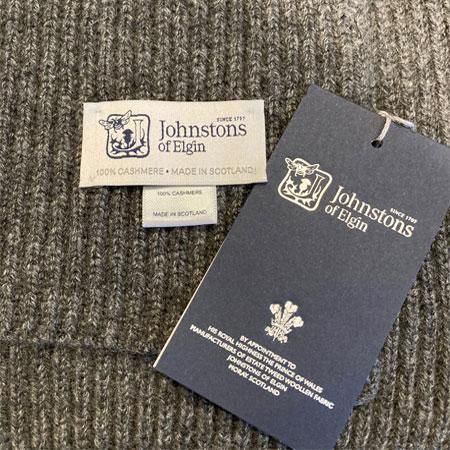 SINCE 1797
Johnstons
of Elgin
100% CASHMERE • MADE IN SCOTLAND
100% CASHMERE
MADE IN SCOTLAND
SINCE 1797
Johnstons
of Elgin
BY APPOINTMENT TO
HIS ROYAL HIGHNESS THE PRINCE OF WALES
MANUFACTURERS OF ESTATE TWEED WOOLLEN FABRIC
JOHNSTONS OF ELGIN
MORAY, SCOTLAND